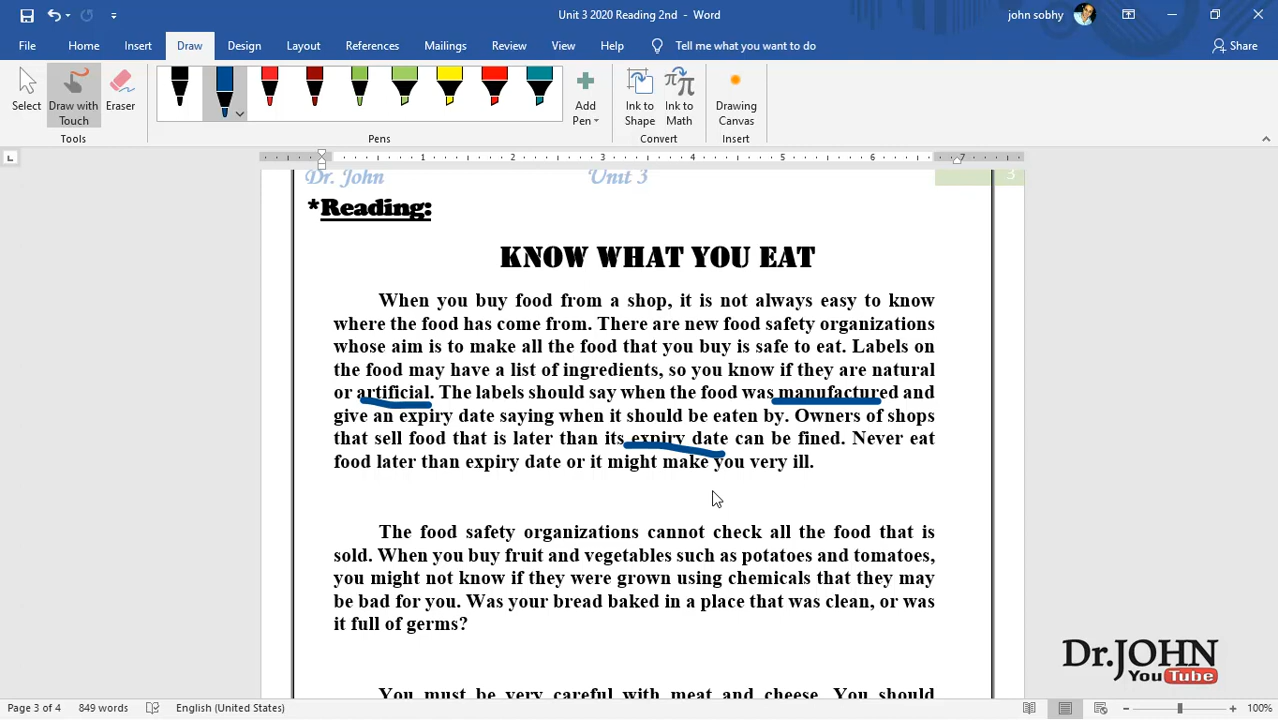 Unit 3 2020 Reading 2nd - Word
john sobhy
File Home Insert Draw Design Layout References Mailings Review View Help Tell me what you want to do Share
Select
Draw with Touch
Eraser
Add Pen
Ink to Shape
Ink to Math
Drawing Canvas
Tools
Pens
Convert
Insert
1 2 3 4 5 6 7
Dr. John Unit 3 3
*Reading:
KNOW WHAT YOU EAT
When you buy food from a shop, it is not always easy to know
where the food has come from. There are new food safety organizations
whose aim is to make all the food that you buy is safe to eat. Labels on
the food may have a list of ingredients, so you know if they are natural
or artificial. The labels should say when the food was manufactured and
give an expiry date saying when it should be eaten by. Owners of shops
that sell food that is later than its expiry date can be fined. Never eat
food later than expiry date or it might make you very ill.
The food safety organizations cannot check all the food that is
sold. When you buy fruit and vegetables such as potatoes and tomatoes,
you might not know if they were grown using chemicals that they may
be bad for you. Was your bread baked in a place that was clean, or was
it full of germs?
You must be very careful with meat and cheese. You should
Dr.JOHN
YouTube
Page 3 of 4 849 words English (United States) 100%